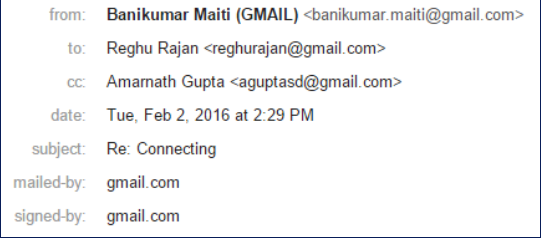 from: Banikumar Maiti (GMAIL) <banikumar.maiti@gmail.com>
to: Reghu Rajan <reghurajan@gmail.com>
cc: Amarnath Gupta <aguptasd@gmail.com>
date: Tue, Feb 2, 2016 at 2:29 PM
subject: Re: Connecting
mailed-by: gmail.com
signed-by: gmail.com